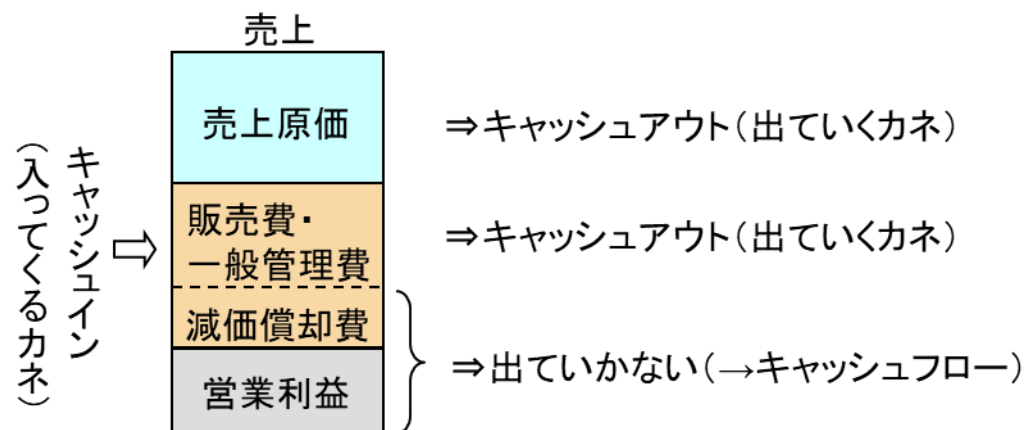 売上
売上原価
⇒キャッシュアウト（出ていくカネ）
キャッシュイン
（入ってくるカネ）
販売費・
一般管理費
⇒キャッシュアウト（出ていくカネ）
減価償却費
営業利益
⇒出ていかない（→キャッシュフロー）